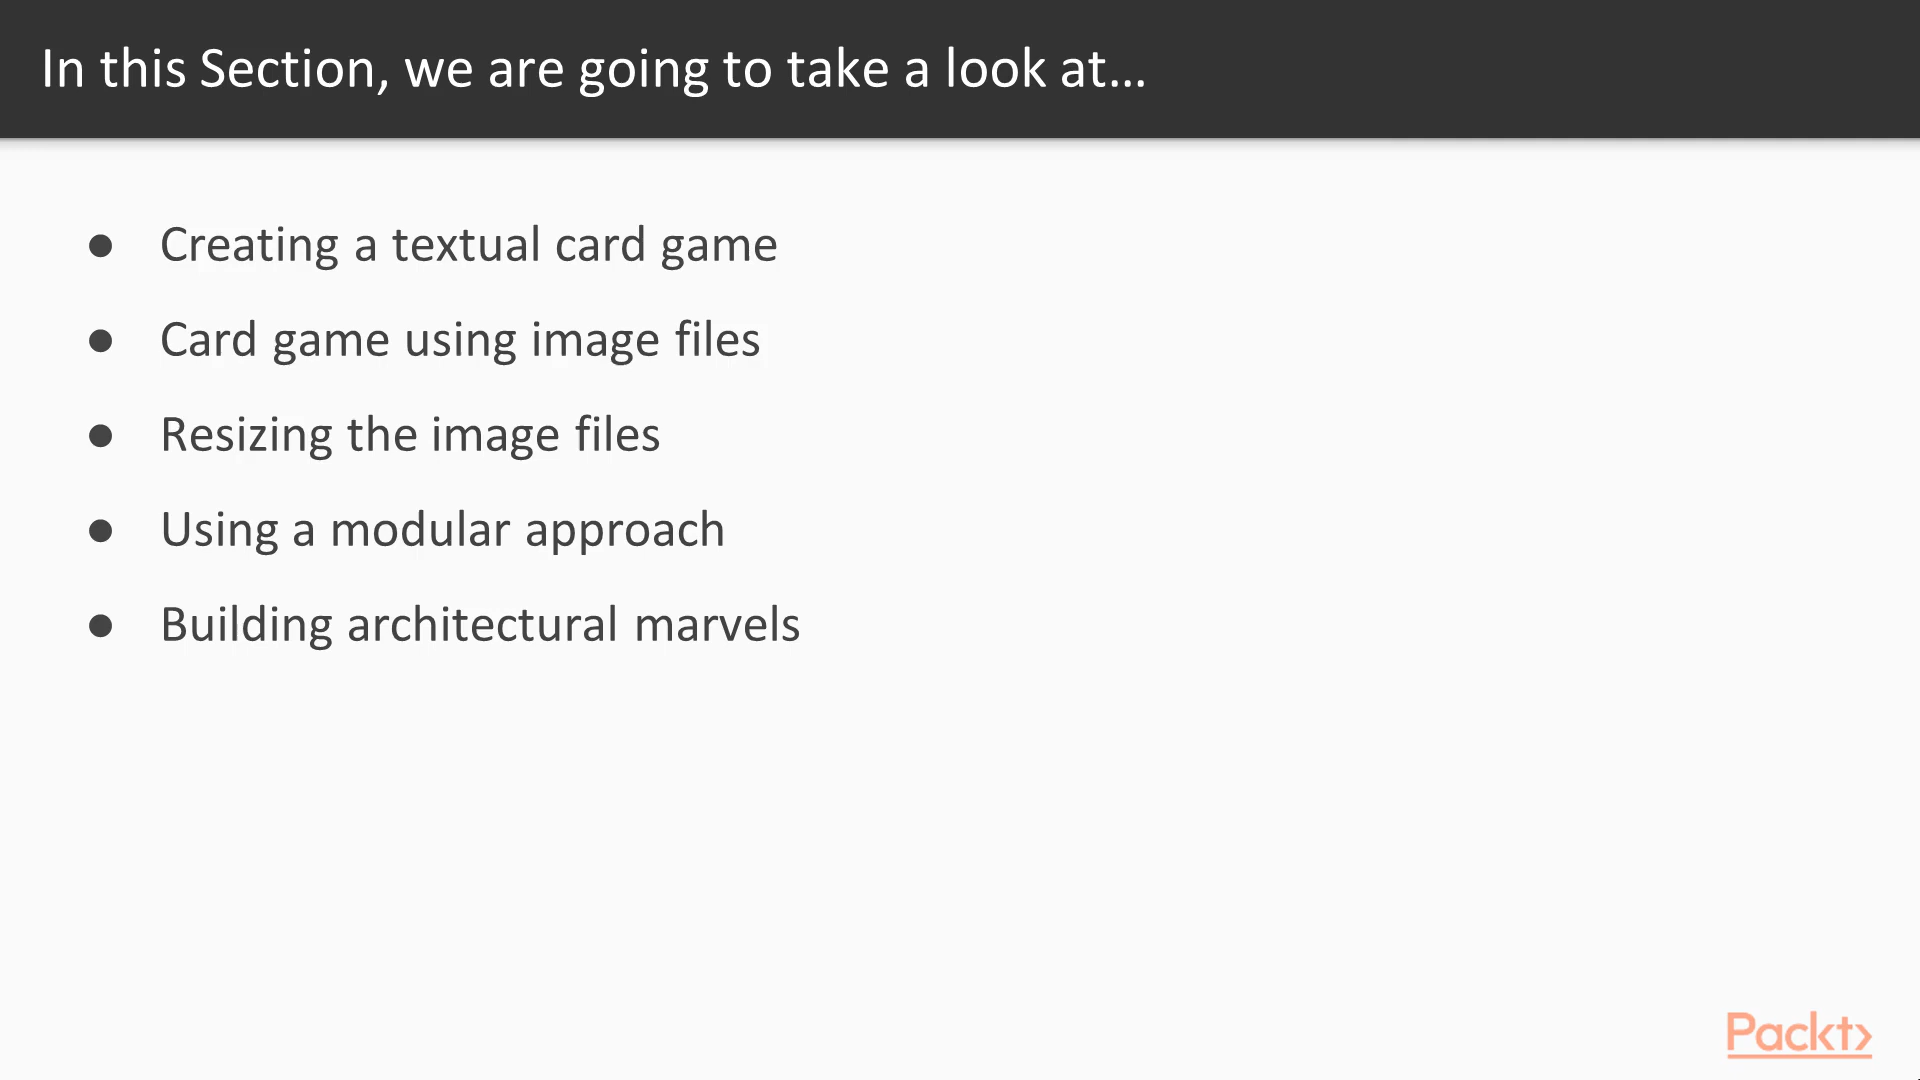 In this Section, we are going to take a look at...
● Creating a textual card game
● Card game using image files
● Resizing the image files
● Using a modular approach
● Building architectural marvels
Packt>